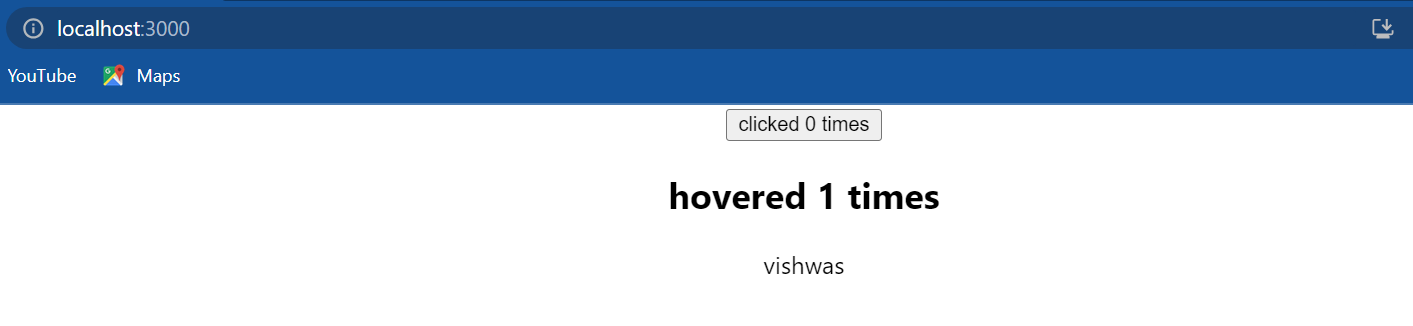 localhost:3000
YouTube Maps
clicked 0 times
hovered 1 times
vishwas